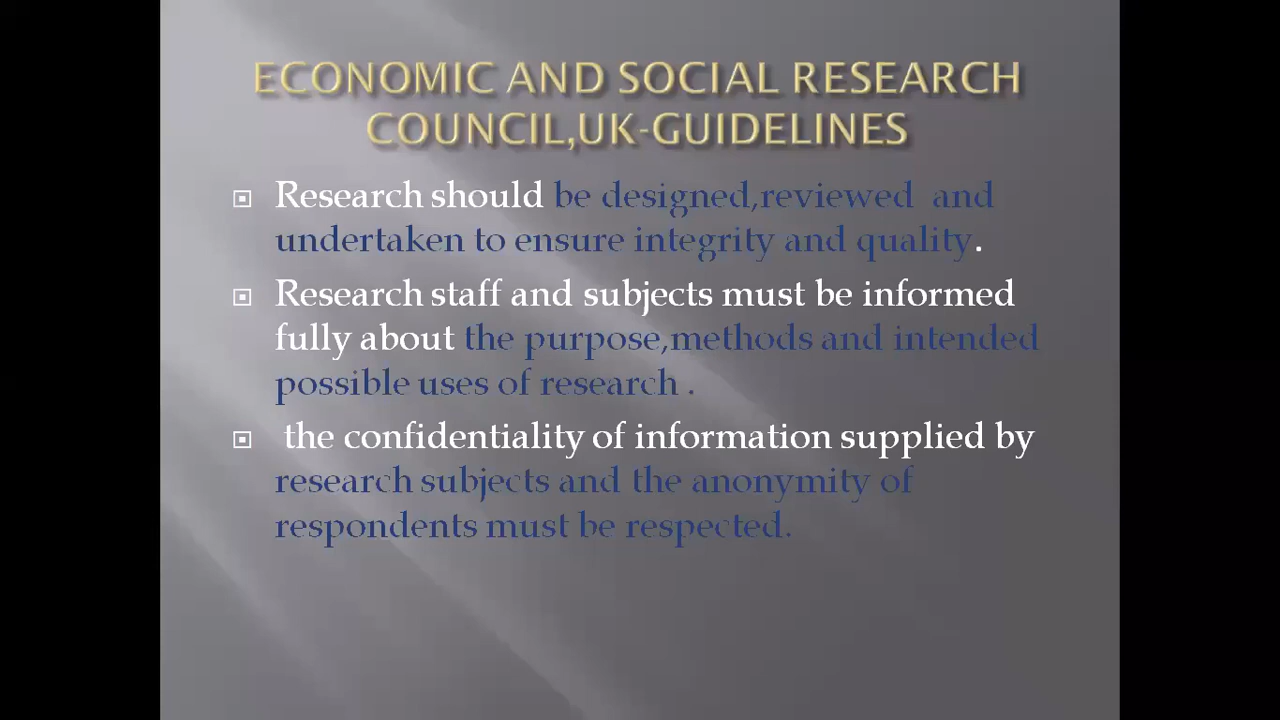 ECONOMIC AND SOCIAL RESEARCH
COUNCIL,UK-GUIDELINES
Research should be designed,reviewed and
undertaken to ensure integrity and quality.
Research staff and subjects must be informed
fully about the purpose,methods and intended
possible uses of research .
the confidentiality of information supplied by
research subjects and the anonymity of
respondents must be respected.